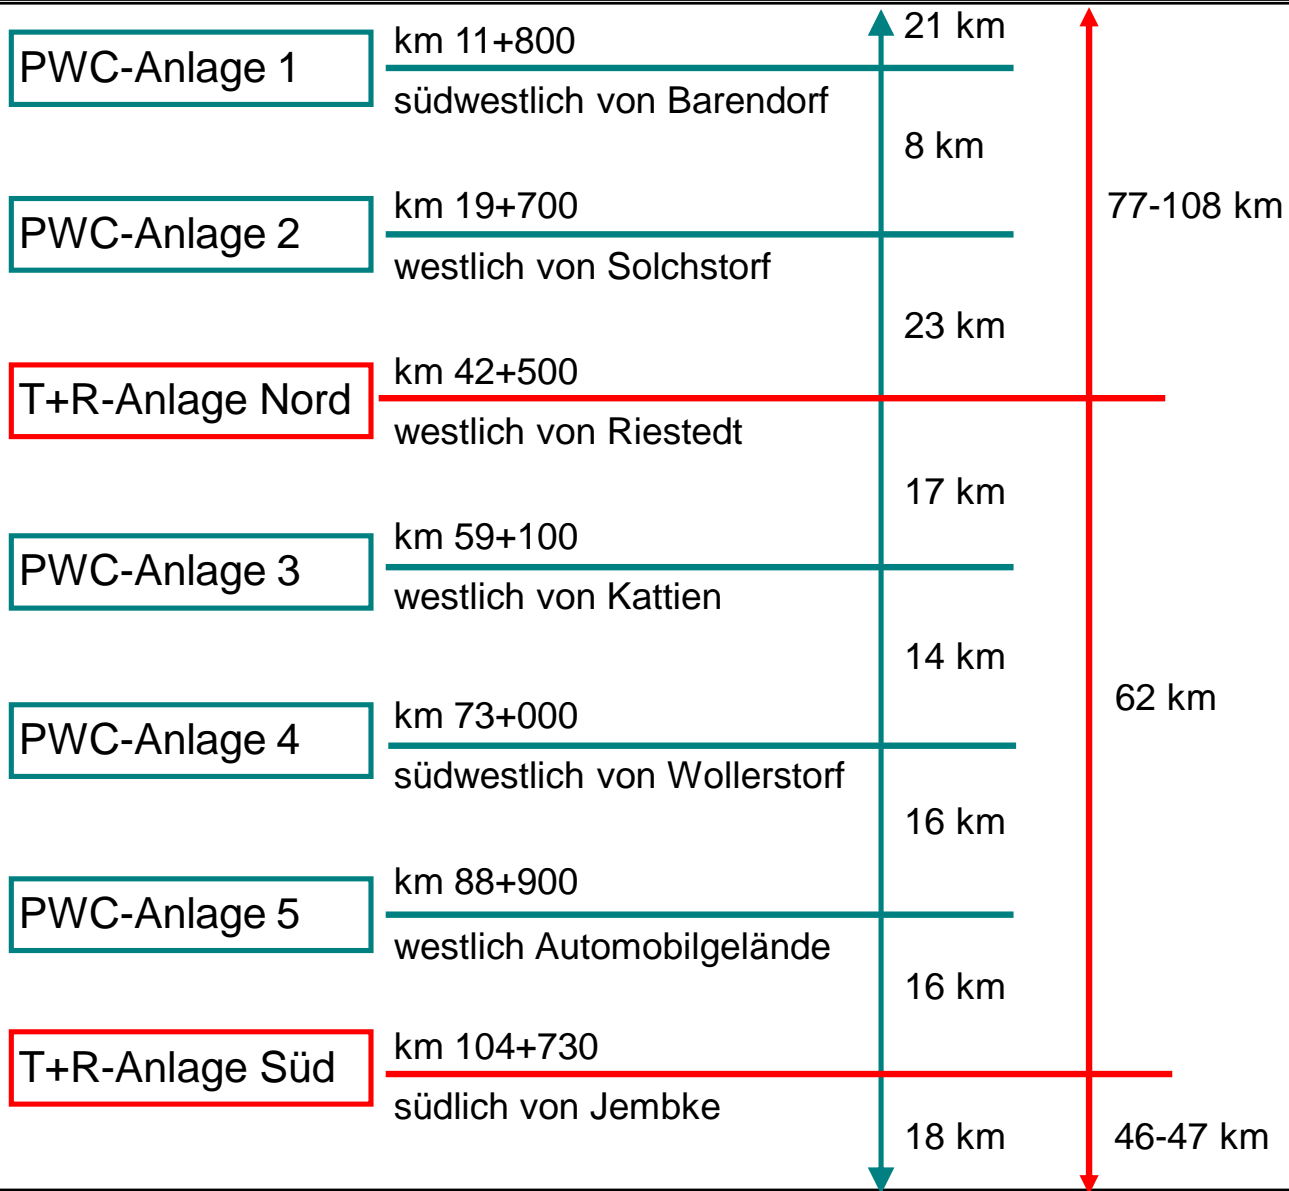 21 km
PWC-Anlage 1
km 11+800
südwestlich von Barendorf
8 km
PWC-Anlage 2
km 19+700
westlich von Solchstorf
77-108 km
23 km
T+R-Anlage Nord
km 42+500
westlich von Riestedt
17 km
PWC-Anlage 3
km 59+100
westlich von Kattien
14 km
62 km
PWC-Anlage 4
km 73+000
südwestlich von Wollerstorf
16 km
PWC-Anlage 5
km 88+900
westlich Automobilgelände
16 km
T+R-Anlage Süd
km 104+730
südlich von Jembke
18 km
46-47 km